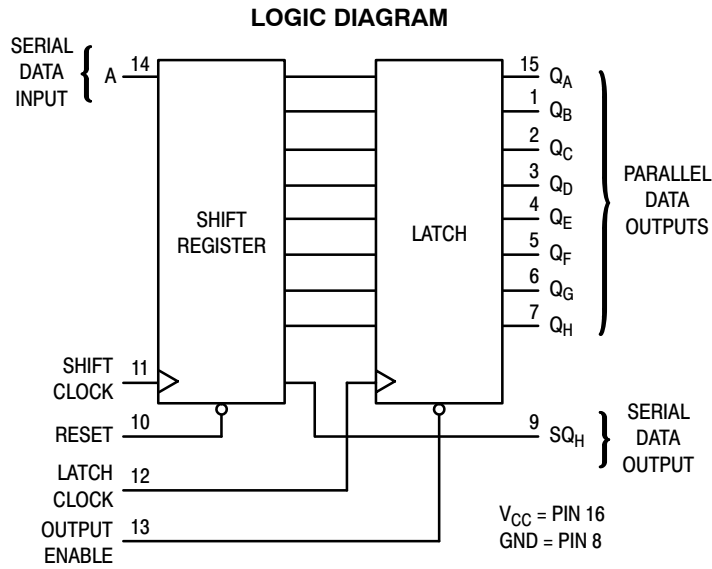 LOGIC DIAGRAM
SERIAL
DATA
INPUT
A
14
SHIFT
REGISTER
LATCH
15 QA
1 QB
2 QC
3 QD
4 QE
5 QF
6 QG
7 QH
PARALLEL
DATA
OUTPUTS
SHIFT
CLOCK
11
RESET
10
LATCH
CLOCK
12
OUTPUT
ENABLE
13
9 SQH
SERIAL
DATA
OUTPUT
VCC = PIN 16
GND = PIN 8